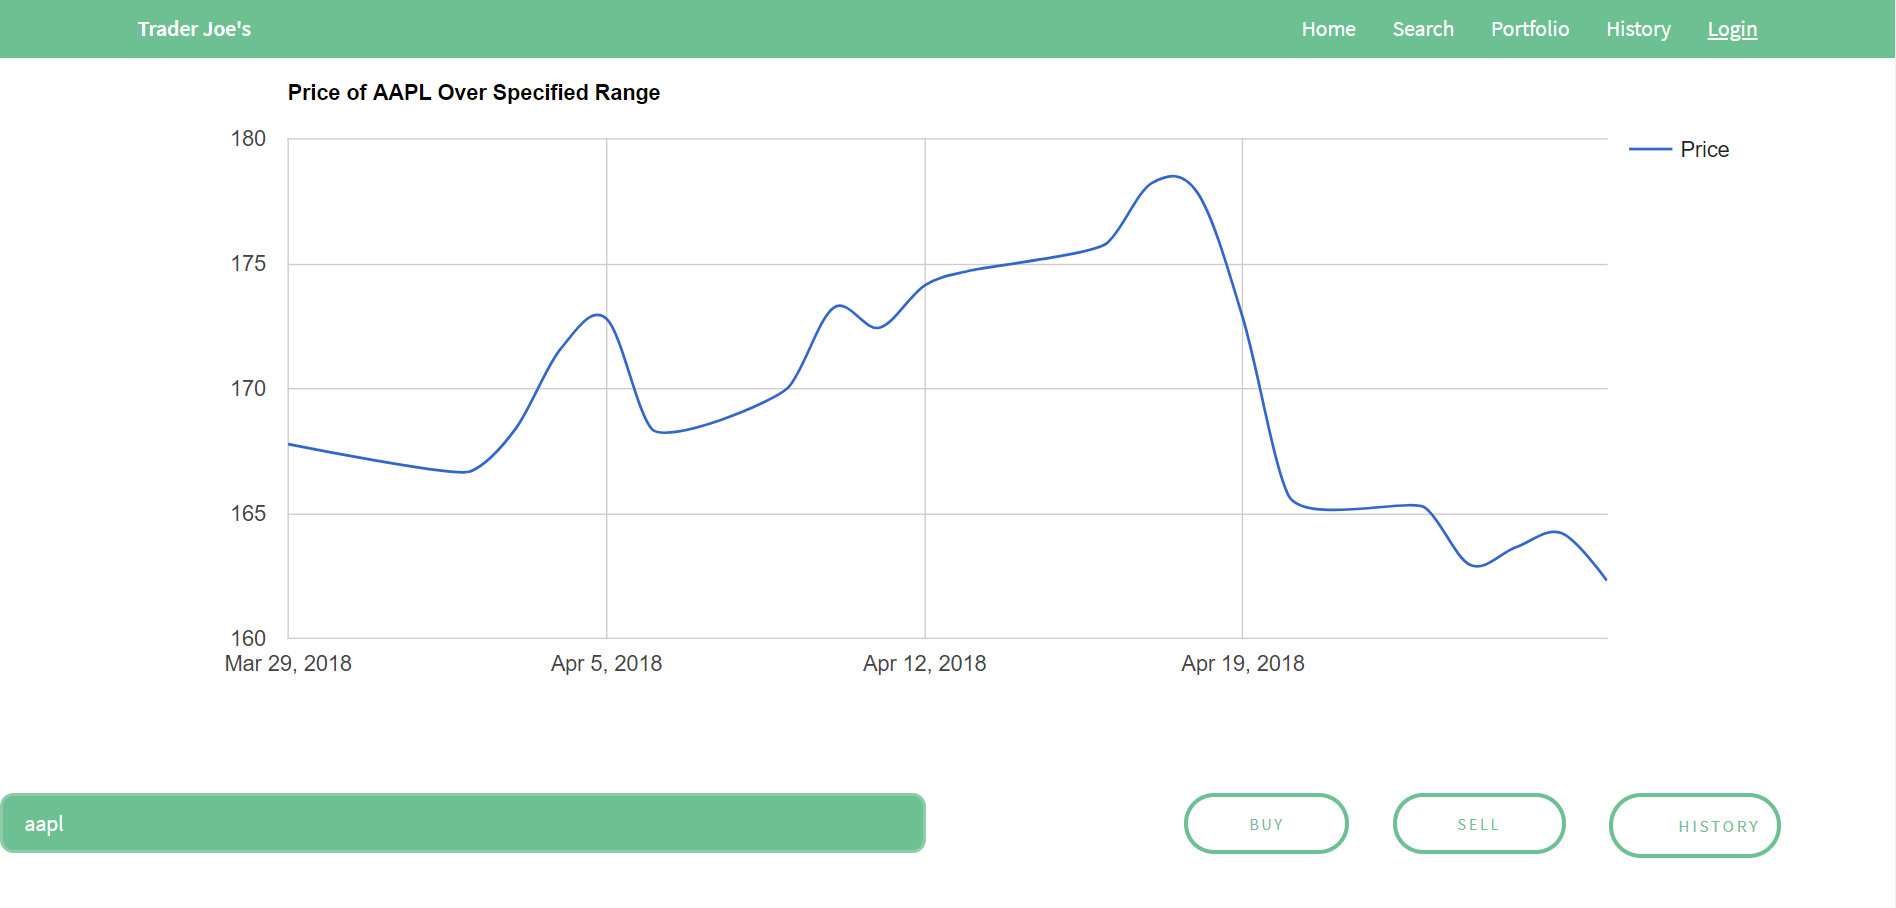 Trader Joe's Home Search Portfolio History Login
Price of AAPL Over Specified Range
180
Price
175
170
165
160
Mar 29, 2018 Apr 5, 2018 Apr 12, 2018 Apr 19, 2018
aapl BUY SELL HISTORY